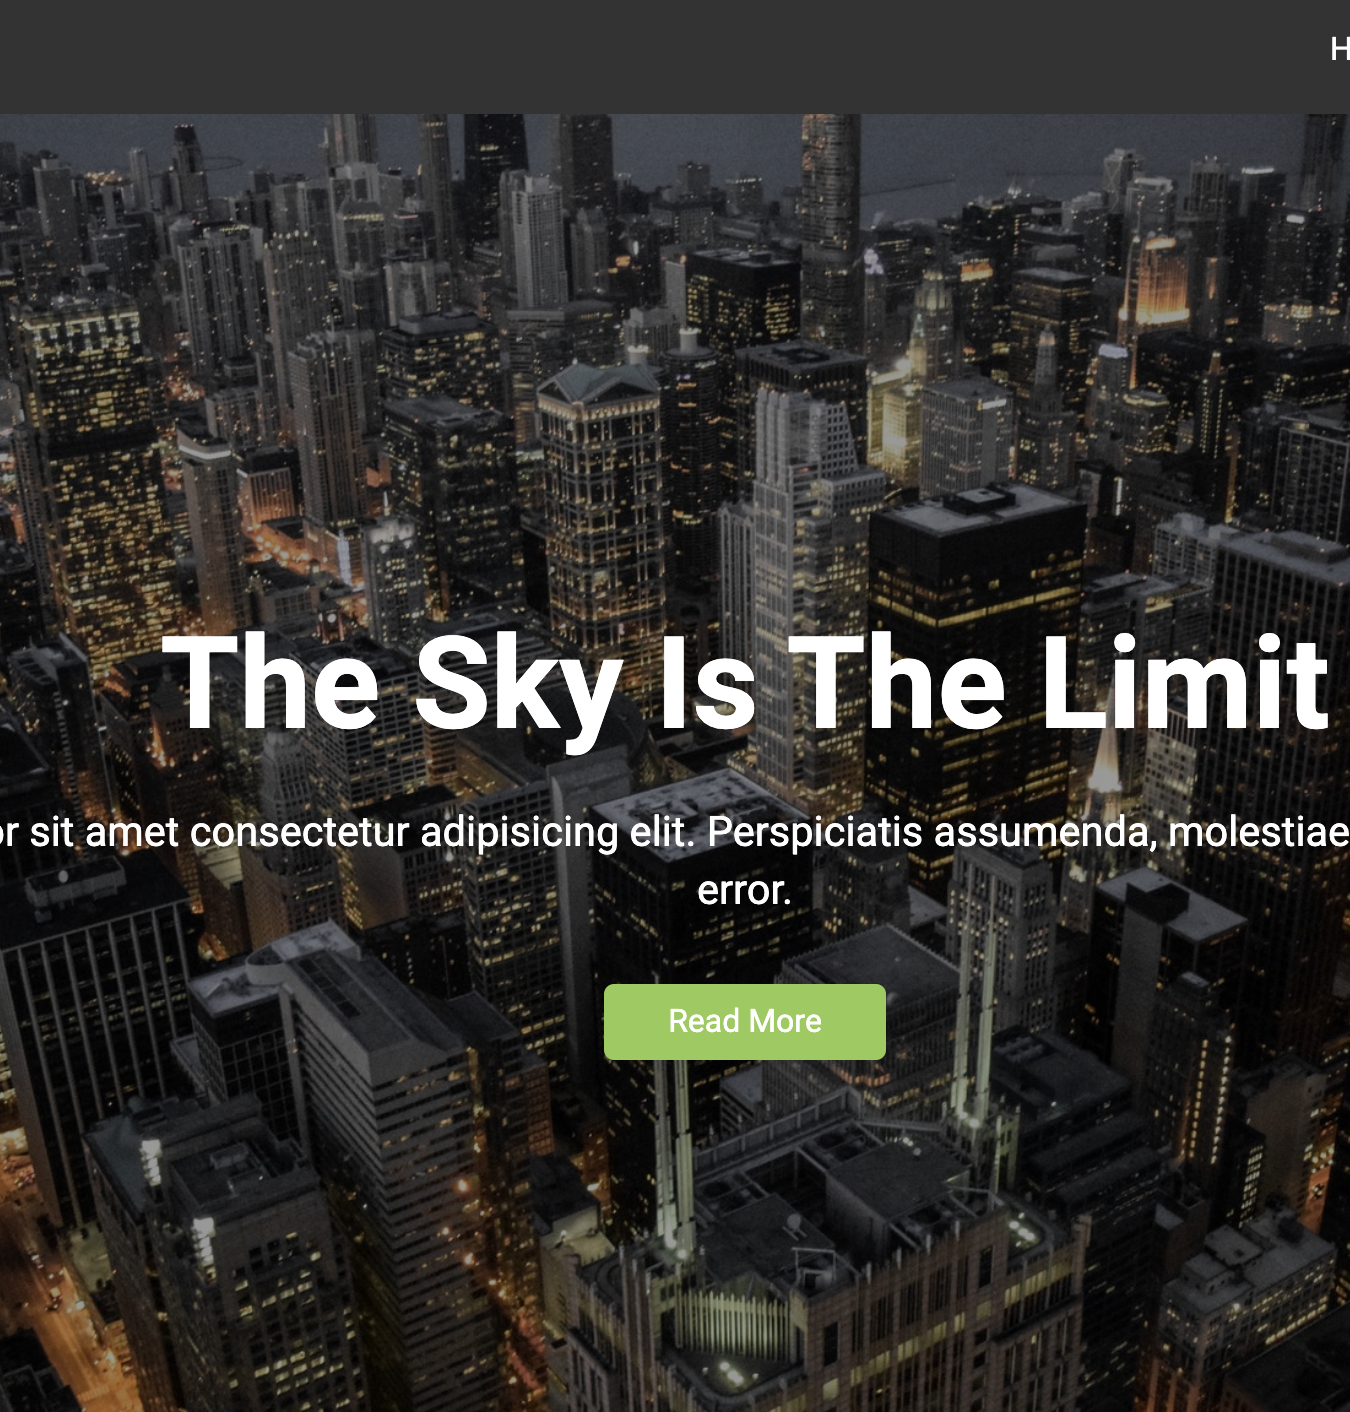 The Sky Is The Limit
sit amet consectetur adipisicing elit. Perspiciatis assumenda, molestiae
error.
Read More